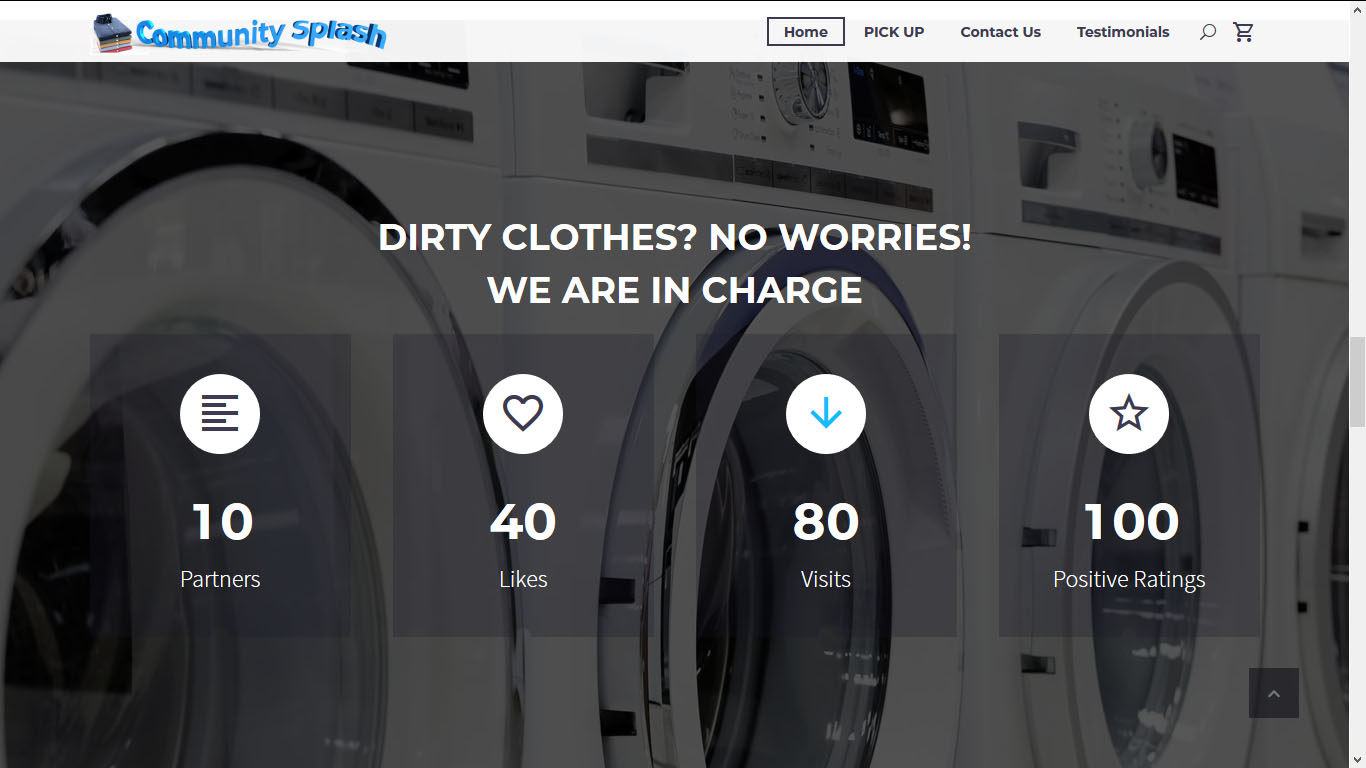 Community Splash
Home
PICK UP
Contact Us
Testimonials
DIRTY CLOTHES? NO WORRIES!
WE ARE IN CHARGE
10
Partners
40
Likes
80
Visits
100
Positive Ratings